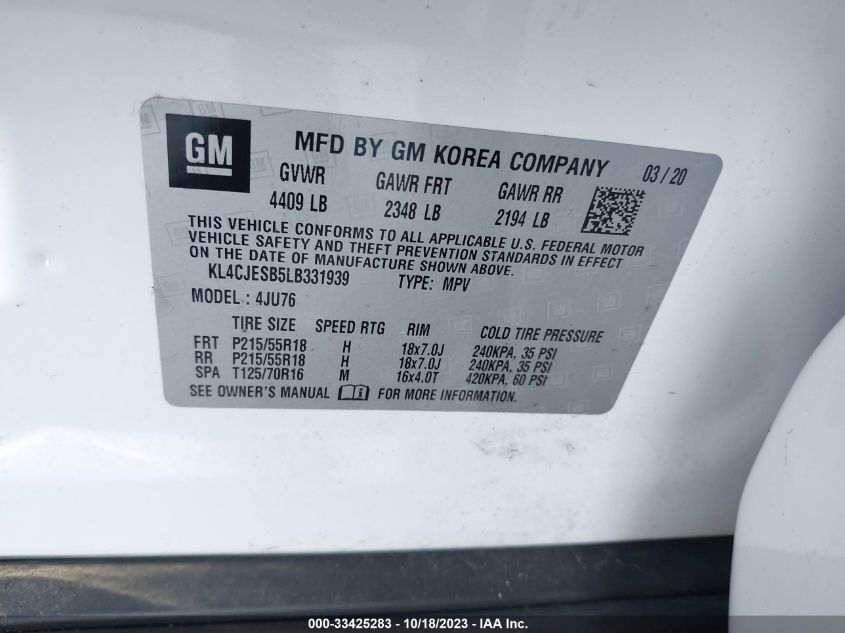 GM
MFD BY GM KOREA COMPANY 03/20
GVWR GAWR FRT GAWR RR
4409 LB 2348 LB 2194 LB
THIS VEHICLE CONFORMS TO ALL APPLICABLE U.S. FEDERAL MOTOR
VEHICLE SAFETY AND THEFT PREVENTION STANDARDS IN EFFECT
ON THE DATE OF MANUFACTURE SHOWN ABOVE.
KL4CJESB5LB331939 TYPE: MPV
MODEL: 4JU76
TIRE SIZE SPEED RTG RIM COLD TIRE PRESSURE
FRT P215/55R18 H 18x7.0J 240KPA, 35 PSI
RR P215/55R18 H 18x7.0J 240KPA, 35 PSI
SPA T125/70R16 M 16x4.0T 420KPA, 60 PSI
SEE OWNER'S MANUAL FOR MORE INFORMATION.
000-33425283 - 10/18/2023 - IAA Inc.